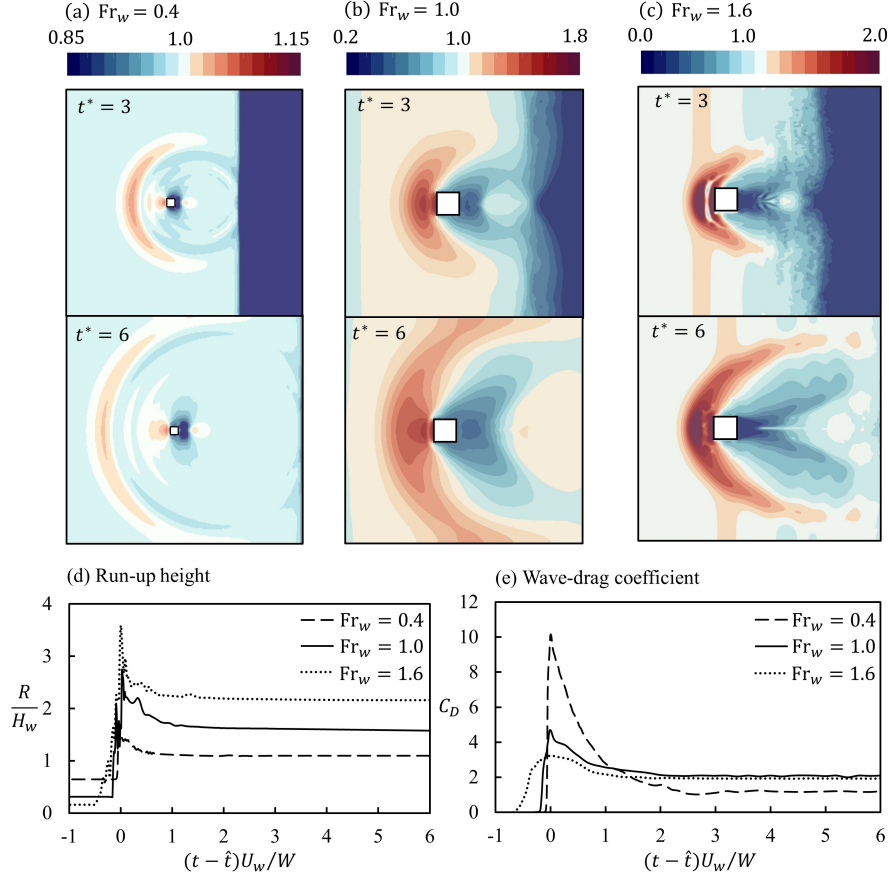 (a) Fr_w = 0.4
0.85 1.0 1.15
t* = 3
t* = 6
(b) Fr_w = 1.0
0.2 1.0 1.8
t* = 3
t* = 6
(c) Fr_w = 1.6
0.0 1.0 2.0
t* = 3
t* = 6
(d) Run-up height
4
3
2
1
0
R/H_w
Fr_w = 0.4
Fr_w = 1.0
Fr_w = 1.6
-1 0 1 2 3 4 5 6
(t − t̂)U_w/W
(e) Wave-drag coefficient
12
10
8
6
4
2
0
C_D
Fr_w = 0.4
Fr_w = 1.0
Fr_w = 1.6
-1 0 1 2 3 4 5 6
(t − t̂)U_w/W